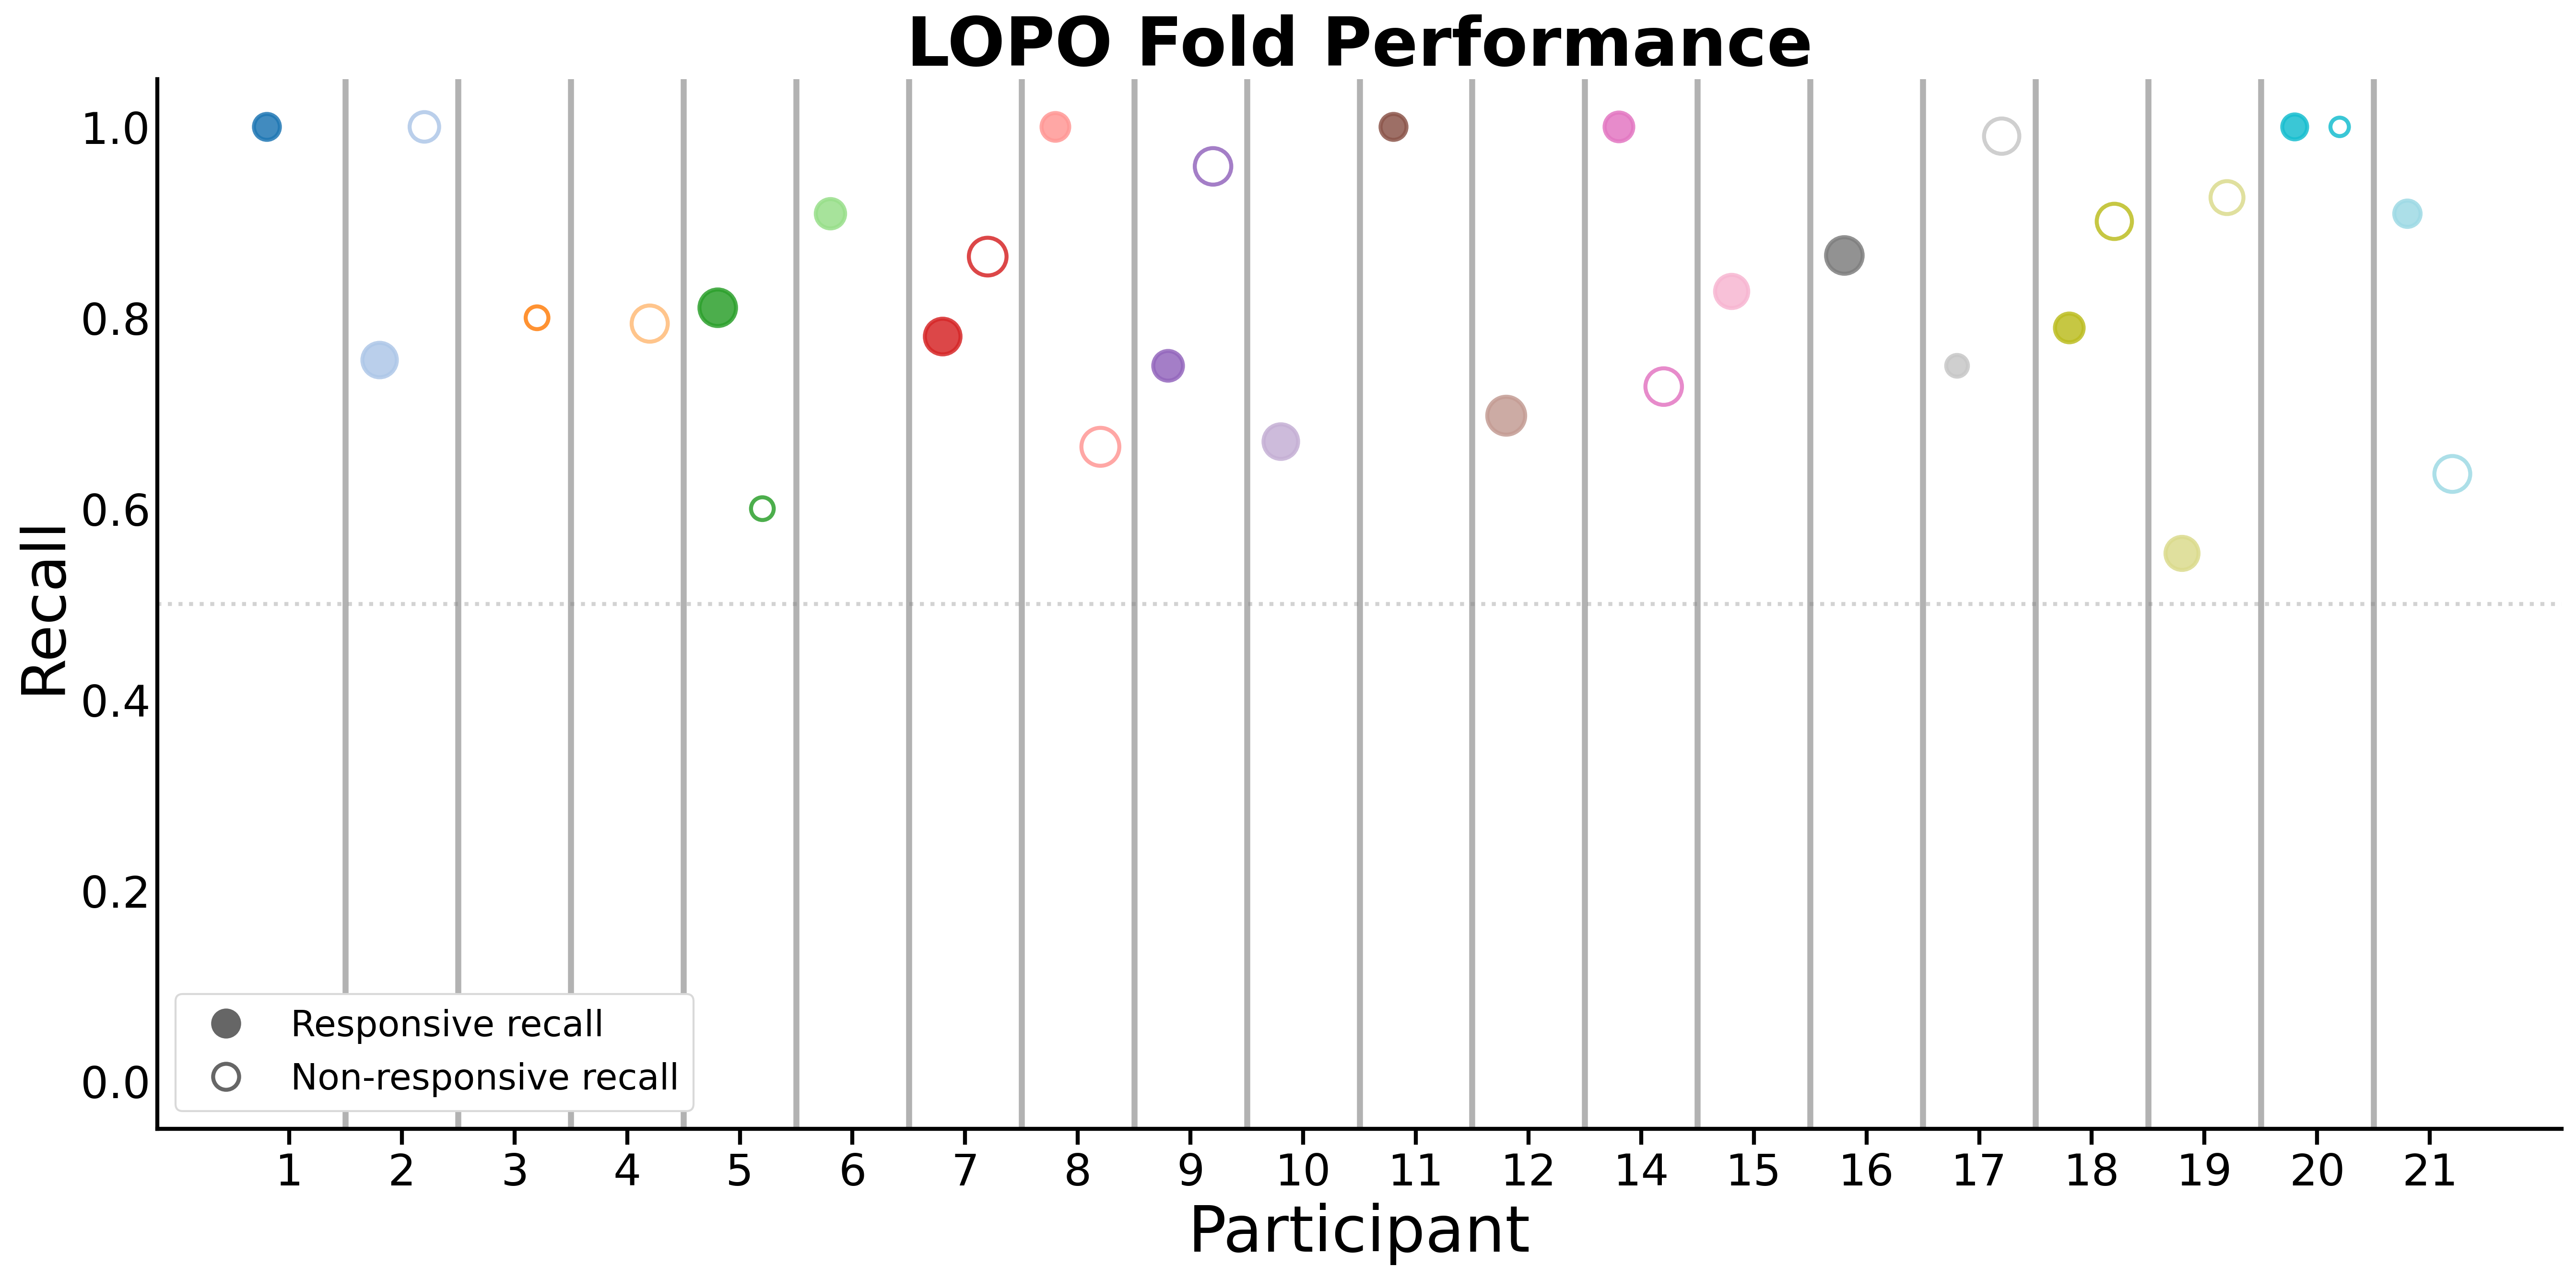 LOPO Fold Performance
Recall
1.0
0.8
0.6
0.4
0.2
0.0
Responsive recall
Non-responsive recall
1 2 3 4 5 6 7 8 9 10 11 12 14 15 16 17 18 19 20 21
Participant